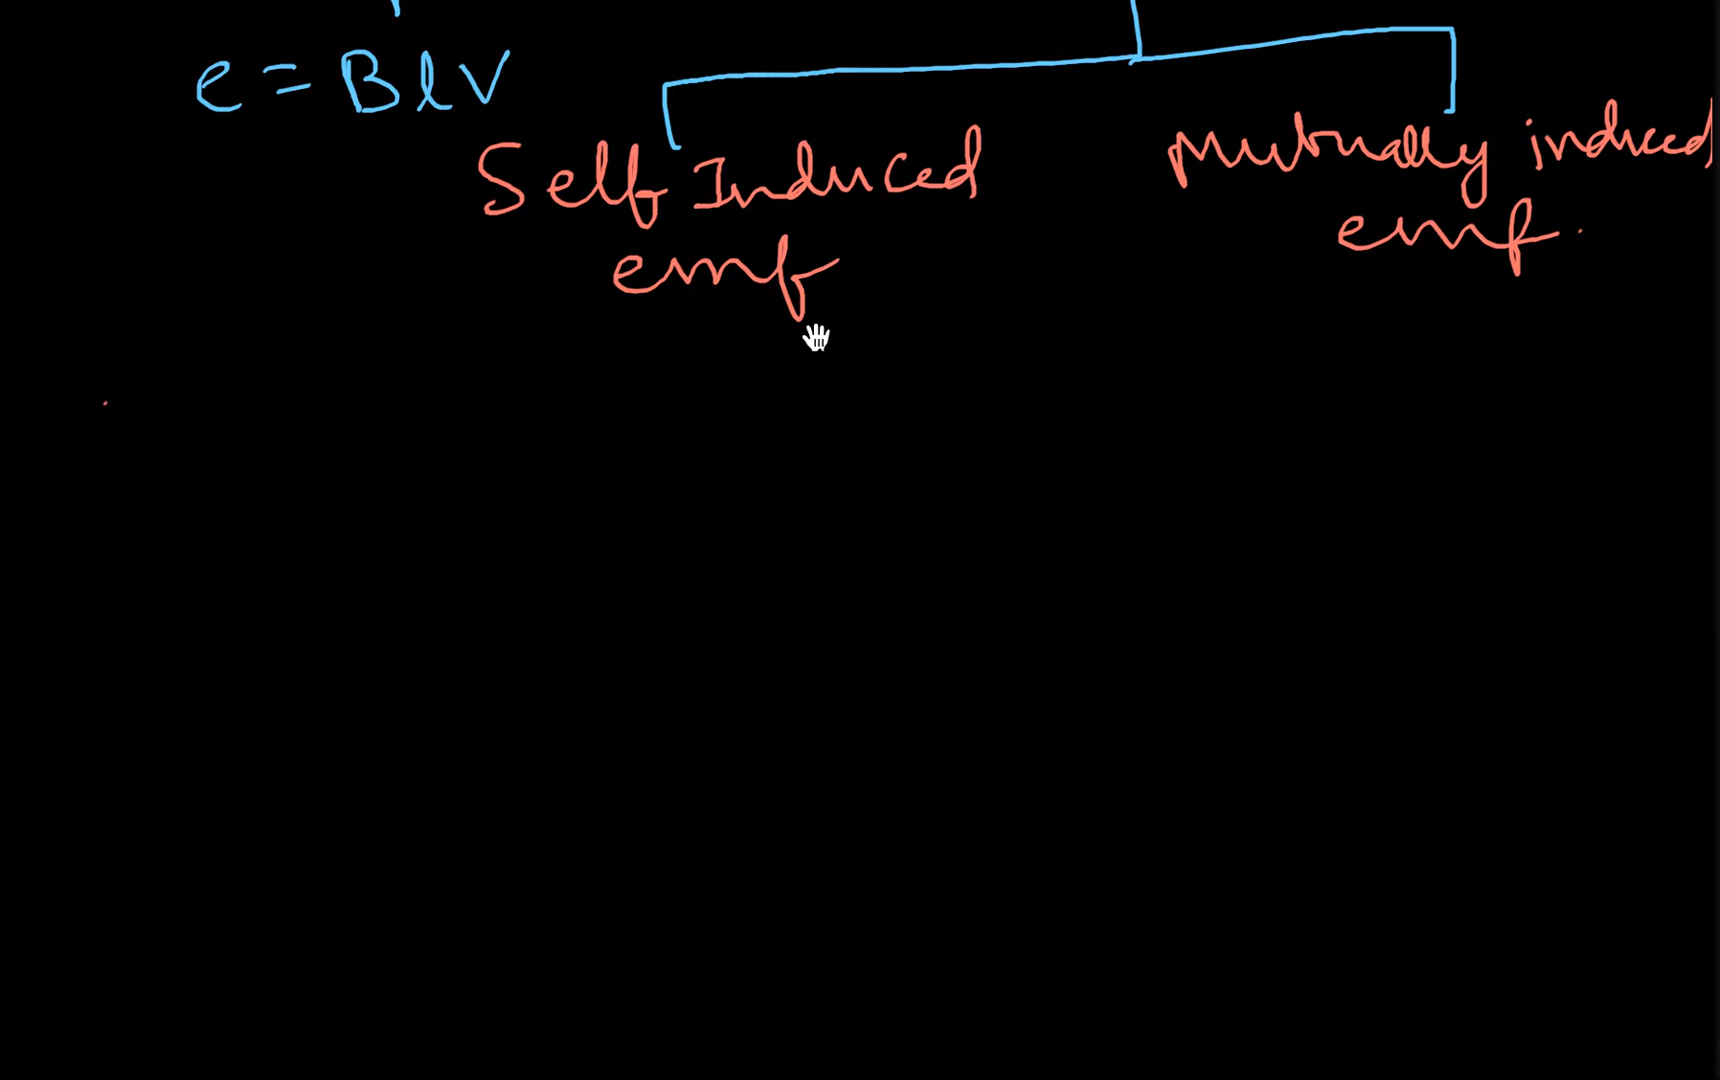 e = Blv
Self Induced
emf
Mutually induced
emf.